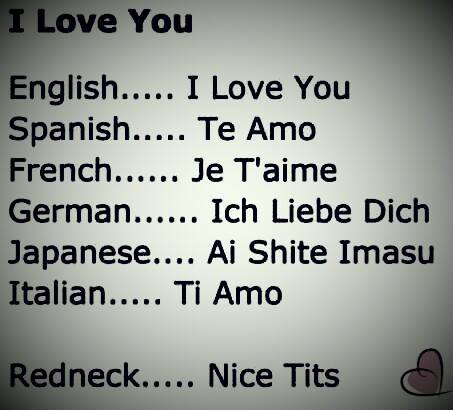 I Love You
English..... I Love You
Spanish..... Te Amo
French...... Je T'aime
German...... Ich Liebe Dich
Japanese.... Ai Shite Imasu
Italian..... Ti Amo
Redneck..... Nice Tits